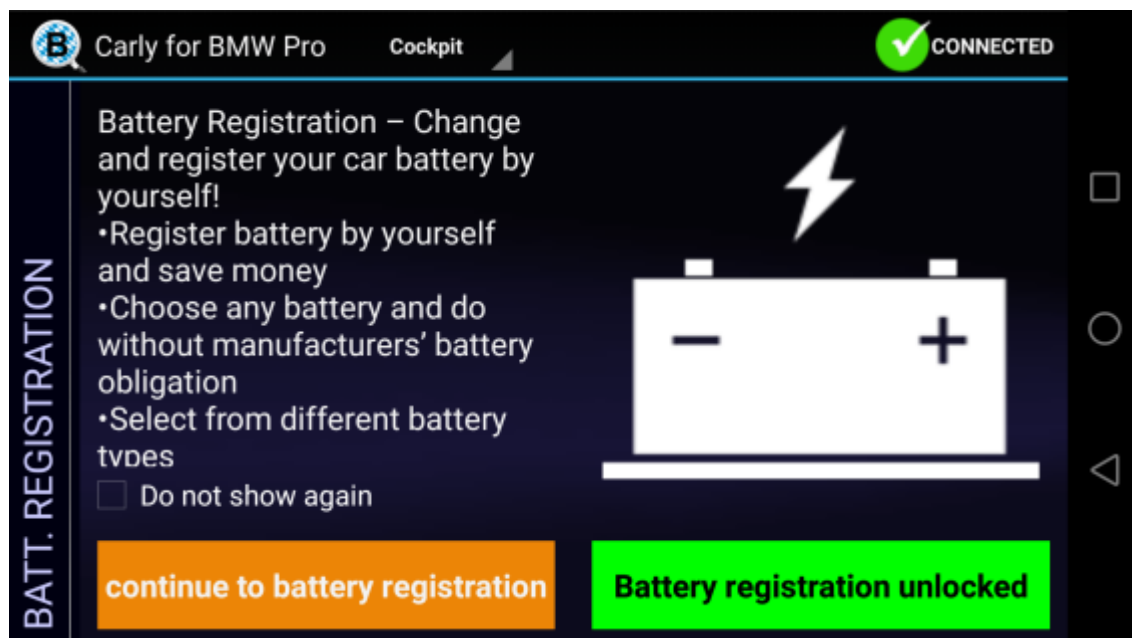 B
Carly for BMW Pro
Cockpit
CONNECTED
BATT. REGISTRATION
Battery Registration – Change
and register your car battery by
yourself!
•Register battery by yourself
and save money
•Choose any battery and do
without manufacturers’ battery
obligation
•Select from different battery
types
Do not show again
continue to battery registration
Battery registration unlocked